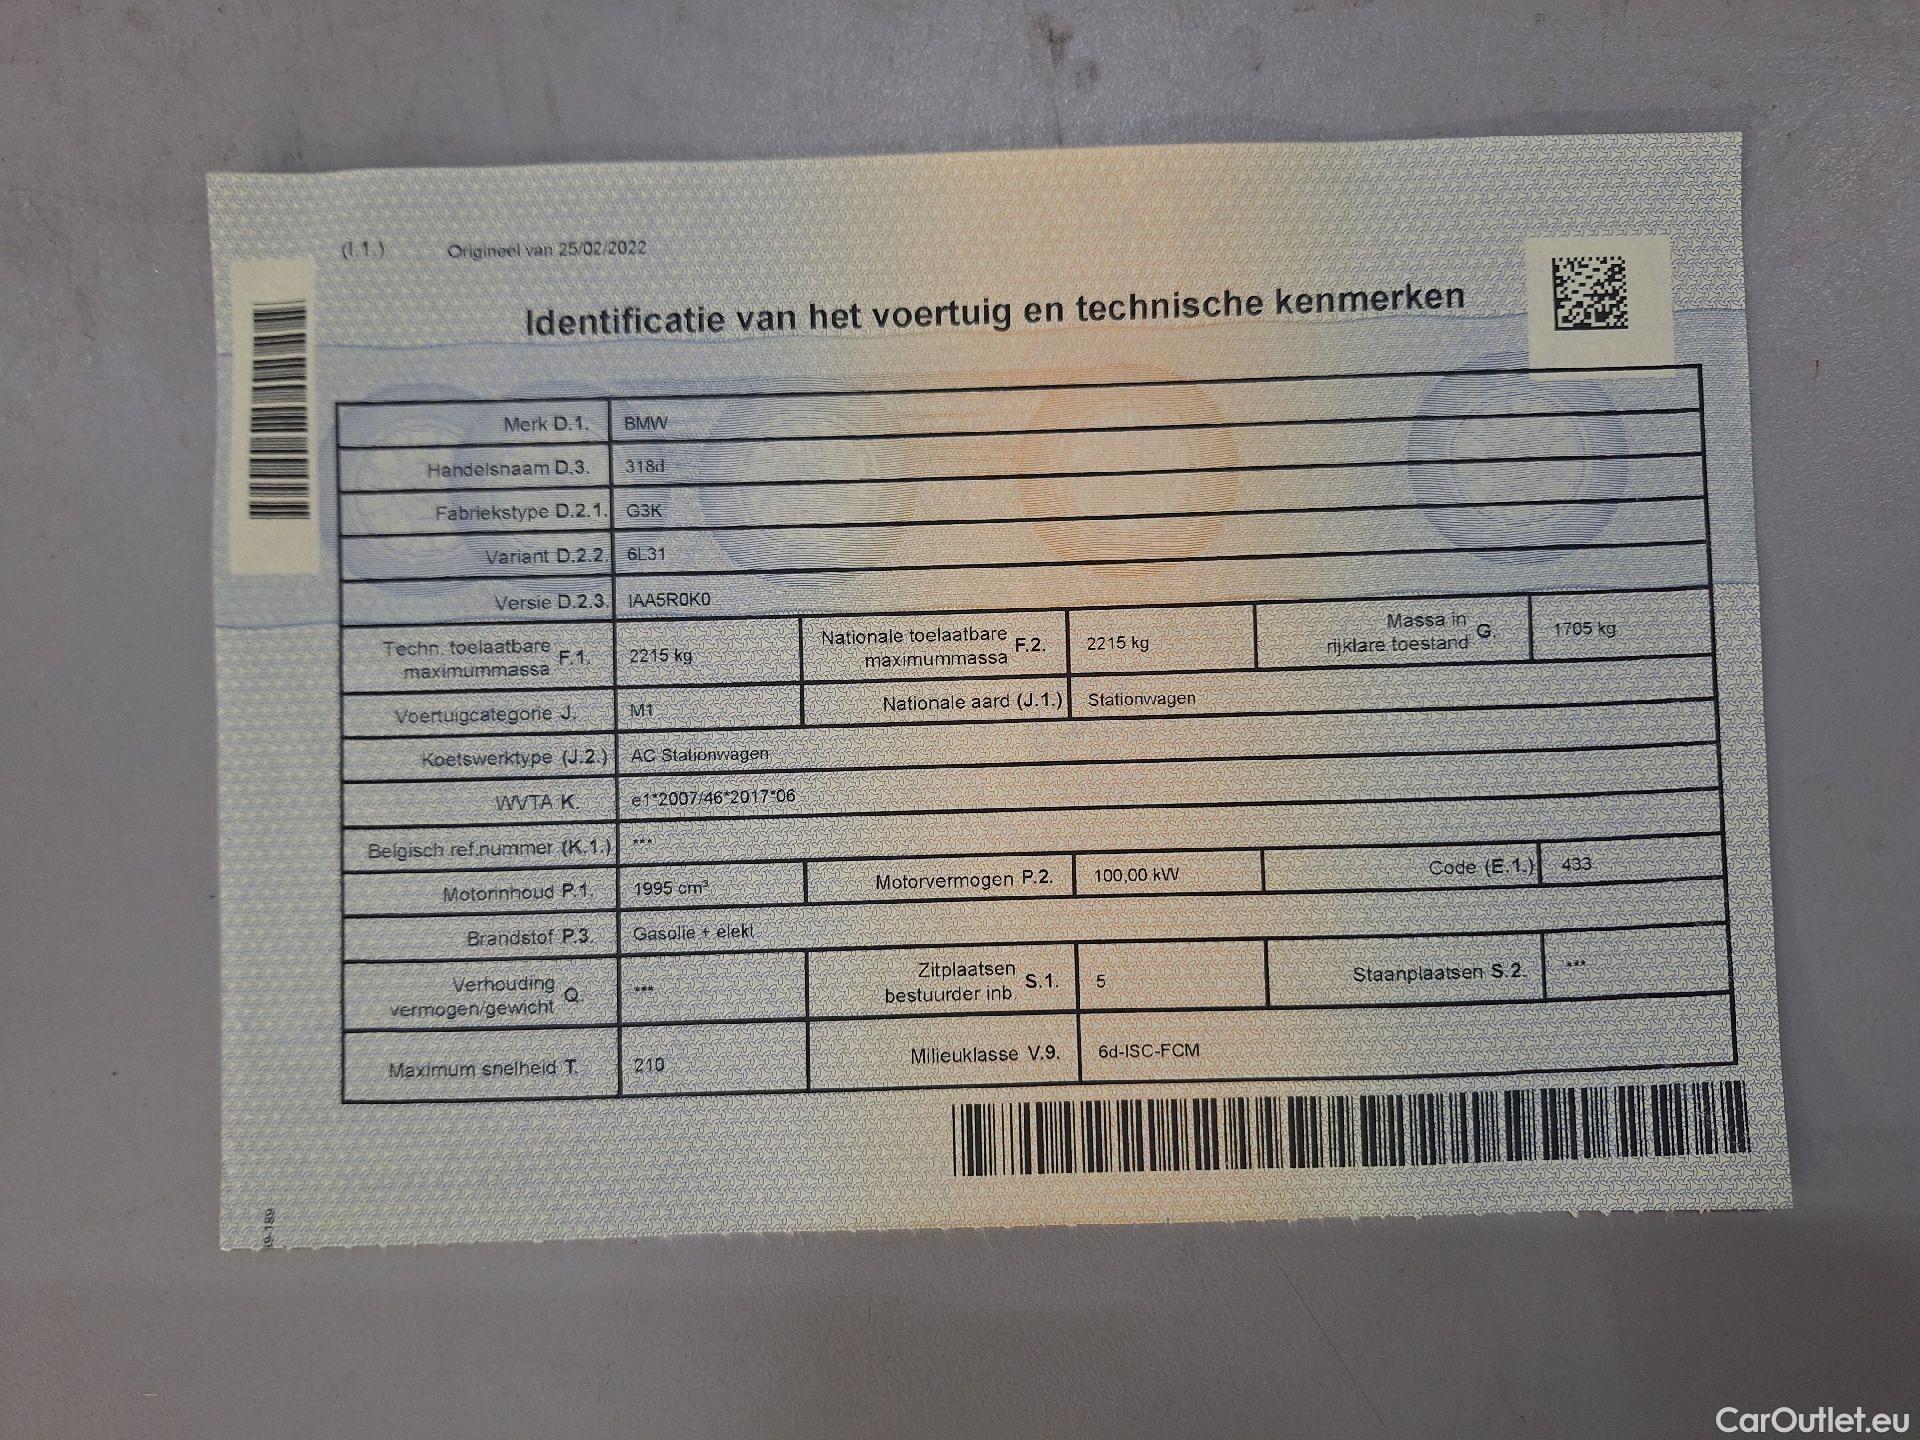 (I.1.) Origineel van 25/02/2022
Identificatie van het voertuig en technische kenmerken
Merk D.1. BMW
Handelsnaam D.3. 318d
Fabriekstype D.2.1. G3K
Variant D.2.2. 6L31
Versie D.2.3. IAA5R0K0
Techn. toelaatbare maximummassa F.1. 2215 kg Nationale toelaatbare maximummassa F.2. 2215 kg Massa in rijklare toestand G. 1705 kg
Voertuigcategorie J. M1 Nationale aard (J.1.) Stationwagen
Koetswerktype (J.2.) AC Stationwagen
WVTA K. e1*2007/46*2017*06
Belgisch ref.nummer (K.1.) ***
Motorinhoud P.1. 1995 cm³ Motorvermogen P.2. 100,00 kW Code (E.1.) 433
Brandstof P.3. Gasolie + elekt
Verhouding vermogen/gewicht Q. *** Zitplaatsen bestuurder inb. S.1. 5 Staanplaatsen S.2. ***
Maximum snelheid T. 210 Milieuklasse V.9. 6d-ISC-FCM
CarOutlet.eu